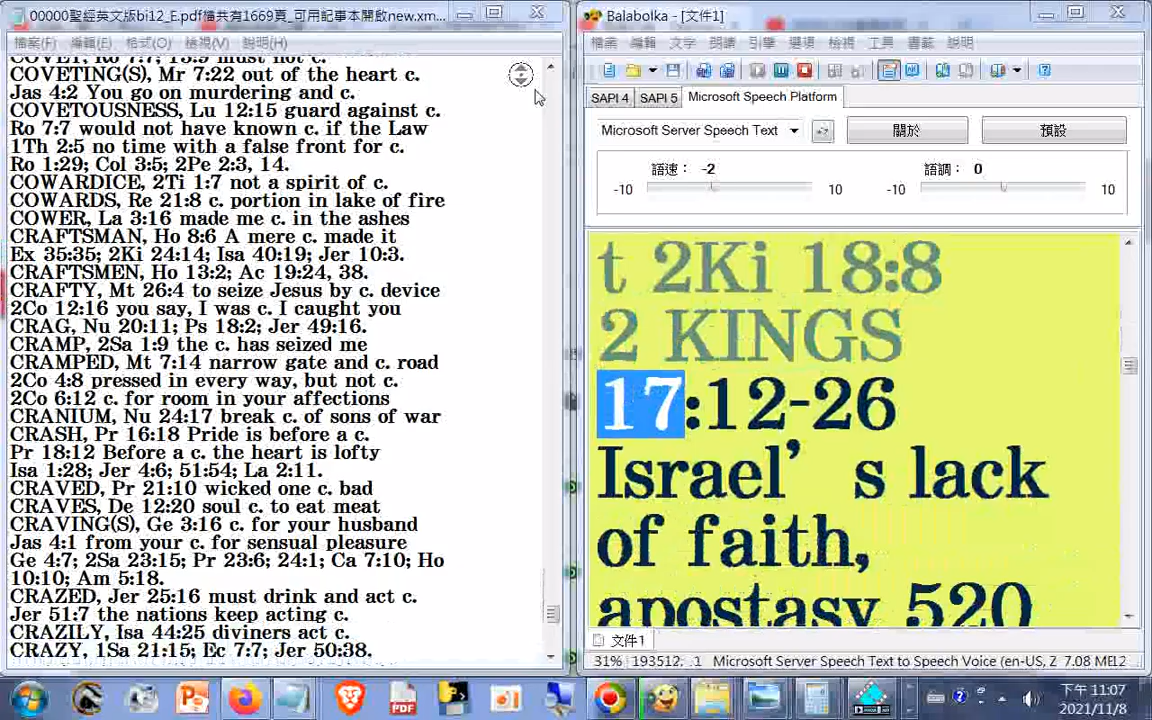 00000聖經英文版bi12_E.pdf檔共有1669頁_可用記事本開啟new.xm...
檔案(F) 編輯(E) 格式(O) 檢視(V) 說明(H)
COVET, Ro 7:7; 13:9 must not c.
COVETING(S), Mr 7:22 out of the heart c.
Jas 4:2 You go on murdering and c.
COVETOUSNESS, Lu 12:15 guard against c.
Ro 7:7 would not have known c. if the Law
1Th 2:5 no time with a false front for c.
Ro 1:29; Col 3:5; 2Pe 2:3, 14.
COWARDICE, 2Ti 1:7 not a spirit of c.
COWARDS, Re 21:8 c. portion in lake of fire
COWER, La 3:16 made me c. in the ashes
CRAFTSMAN, Ho 8:6 A mere c. made it
Ex 35:35; 2Ki 24:14; Isa 40:19; Jer 10:3.
CRAFTSMEN, Ho 13:2; Ac 19:24, 38.
CRAFTY, Mt 26:4 to seize Jesus by c. device
2Co 12:16 you say, I was c. I caught you
CRAG, Nu 20:11; Ps 18:2; Jer 49:16.
CRAMP, 2Sa 1:9 the c. has seized me
CRAMPED, Mt 7:14 narrow gate and c. road
2Co 4:8 pressed in every way, but not c.
2Co 6:12 c. for room in your affections
CRANIUM, Nu 24:17 break c. of sons of war
CRASH, Pr 16:18 Pride is before a c.
Pr 18:12 Before a c. the heart is lofty
Isa 1:28; Jer 4:6; 51:54; La 2:11.
CRAVED, Pr 21:10 wicked one c. bad
CRAVES, De 12:20 soul c. to eat meat
CRAVING(S), Ge 3:16 c. for your husband
Jas 4:1 from your c. for sensual pleasure
Ge 4:7; 2Sa 23:15; Pr 23:6; 24:1; Ca 7:10; Ho
10:10; Am 5:18.
CRAZED, Jer 25:16 must drink and act c.
Jer 51:7 the nations keep acting c.
CRAZILY, Isa 44:25 diviners act c.
CRAZY, 1Sa 21:15; Ec 7:7; Jer 50:38.
Balabolka - [文件1]
檔案 編輯 文字 朗讀 引擎 選項 檢視 工具 書籤 說明
SAPI 4 SAPI 5 Microsoft Speech Platform
Microsoft Server Speech Text 關於 預設
語速： -2 語調： 0
-10 10 -10 10
t 2Ki 18:8
2 KINGS
17:12-26
Israel’s lack
of faith,
apostasy 520
文件1
31% 193512, .1 Microsoft Server Speech Text to Speech Voice (en-US, Z 7.08 ME12
PDF
下午 11:07
2021/11/8